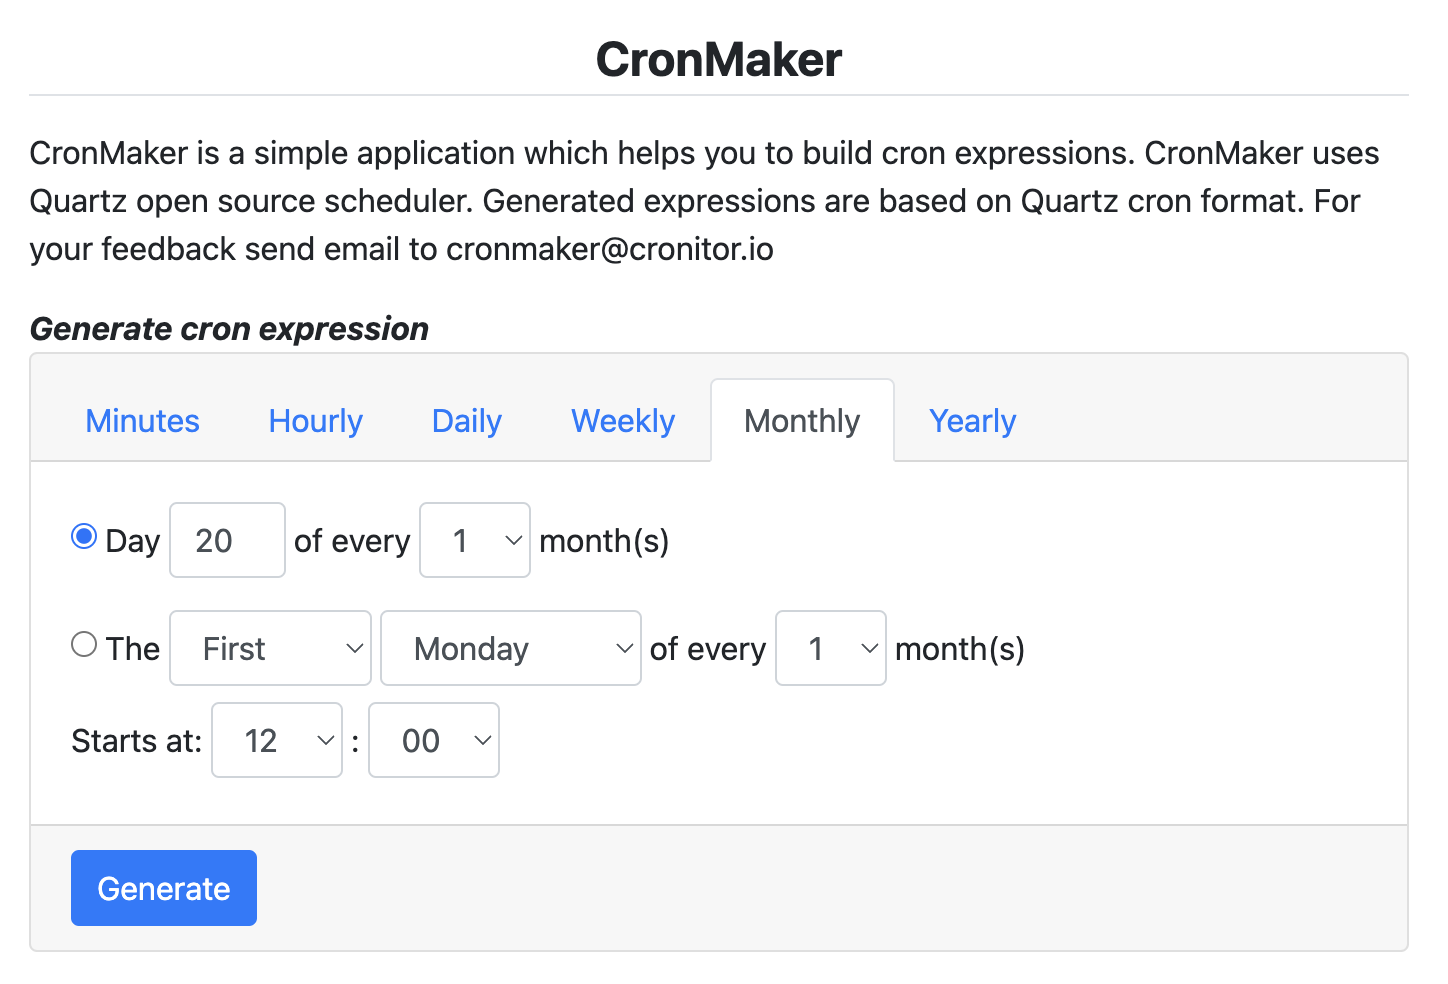 CronMaker
CronMaker is a simple application which helps you to build cron expressions. CronMaker uses
Quartz open source scheduler. Generated expressions are based on Quartz cron format. For
your feedback send email to cronmaker@cronitor.io
Generate cron expression
Minutes Hourly Daily Weekly Monthly Yearly
Day 20 of every 1 month(s)
The First Monday of every 1 month(s)
Starts at: 12 : 00
Generate